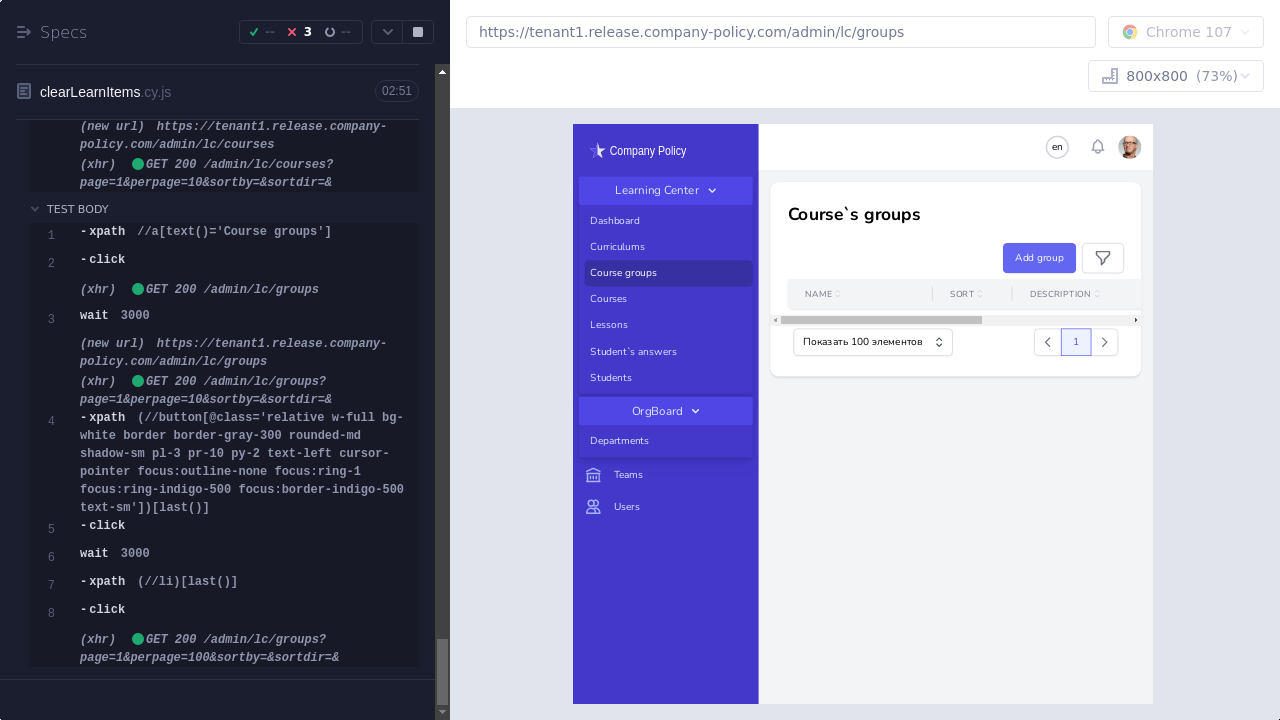 Specs
-- 3 --
clearLearnItems.cy.js 02:51
(new url) https://tenant1.release.company-
policy.com/admin/lc/courses
(xhr) GET 200 /admin/lc/courses?
page=1&perpage=10&sortby=&sortdir=&
TEST BODY
1 -xpath //a[text()='Course groups']
2 -click
(xhr) GET 200 /admin/lc/groups
3 wait 3000
(new url) https://tenant1.release.company-
policy.com/admin/lc/groups
(xhr) GET 200 /admin/lc/groups?
page=1&perpage=10&sortby=&sortdir=&
4 -xpath (//button[@class='relative w-full bg-
white border border-gray-300 rounded-md
shadow-sm pl-3 pr-10 py-2 text-left cursor-
pointer focus:outline-none focus:ring-1
focus:ring-indigo-500 focus:border-indigo-500
text-sm'])[last()]
5 -click
6 wait 3000
7 -xpath (//li)[last()]
8 -click
(xhr) GET 200 /admin/lc/groups?
page=1&perpage=100&sortby=&sortdir=&
https://tenant1.release.company-policy.com/admin/lc/groups
Chrome 107
800x800 (73%)
Company Policy
Learning Center
Dashboard
Curriculums
Course groups
Courses
Lessons
Student`s answers
Students
OrgBoard
Departments
Teams
Users
en
Course`s groups
Add group
NAME SORT DESCRIPTION
Показать 100 элементов
1